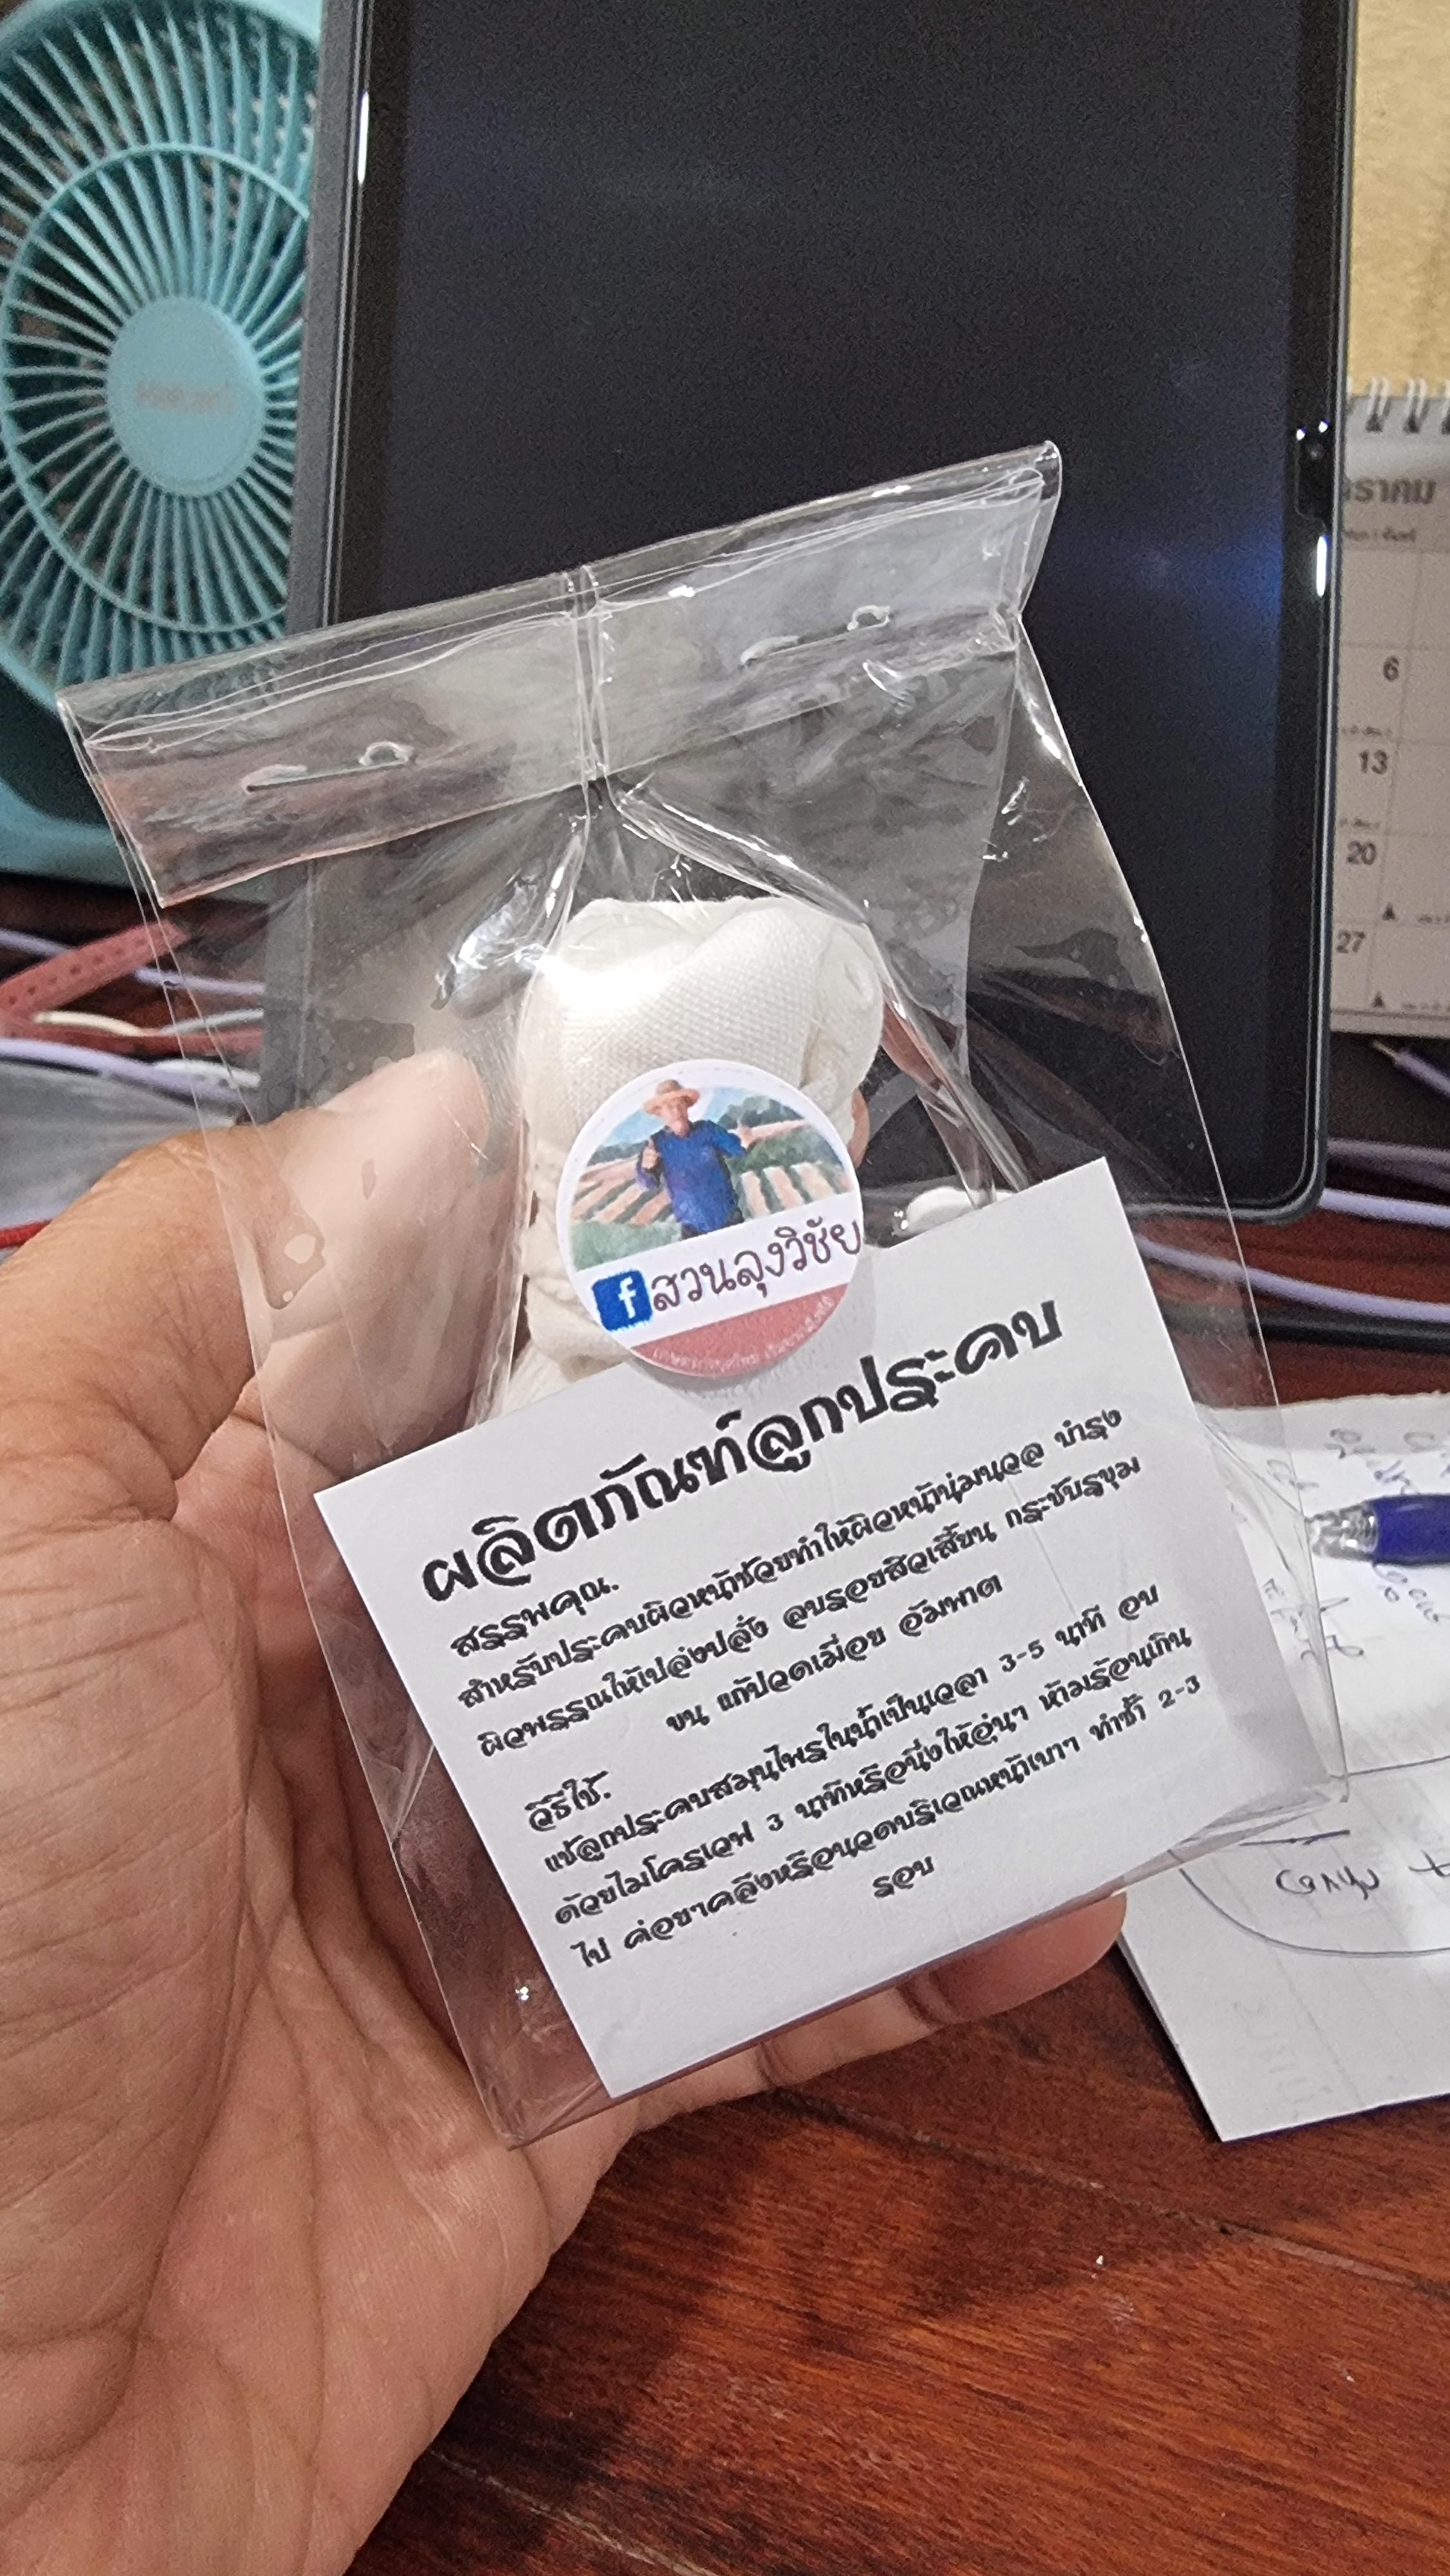 สวนลุงวิชัย
ผลิตภัณฑ์ลูกประคบ
สรรพคุณ.
สำหรับประคบผิวหน้าช่วยทำให้ผิวหน้านุ่มนวล บำรุง
ผิวพรรณให้เปล่งปลั่ง ลบรอยสิวเสี้ยน กระชับรูขุม
ขน แก้ปวดเมื่อย อัมพาต
วิธีใช้.
แช่ลูกประคบสมุนไพรในน้ำเป็นเวลา 3-5 นาที อบ
ด้วยไมโครเวฟ 3 นาทีหรือนึ่งให้อุ่นๆ ห้ามร้อนเกิน
ไป ค่อยๆคลึงหรือนวดบริเวณหน้าเบาๆ ทำซ้ำ 2-3
รอบ
6
13
20
27